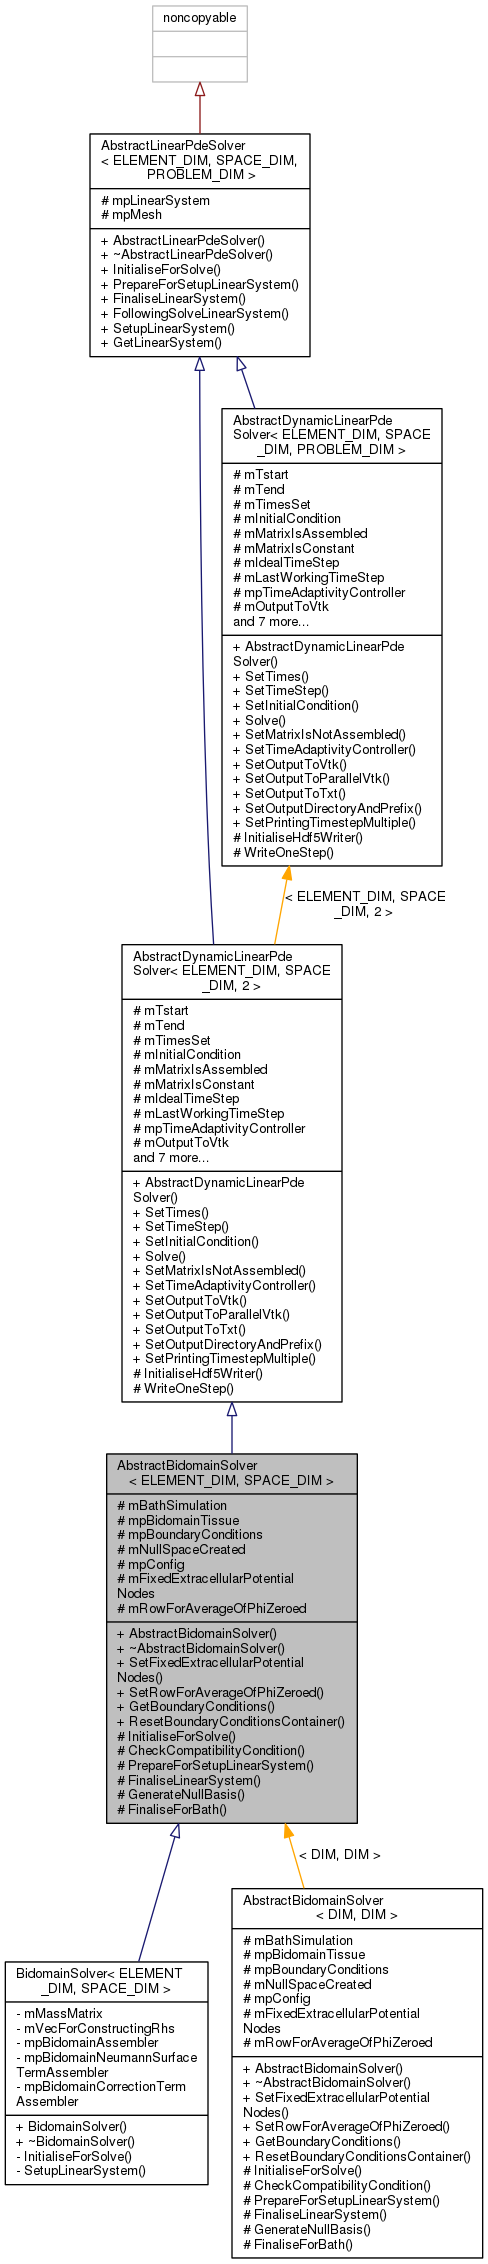 noncopyable
AbstractLinearPdeSolver
< ELEMENT_DIM, SPACE_DIM,
PROBLEM_DIM >
# mpLinearSystem
# mpMesh
+ AbstractLinearPdeSolver()
+ ~AbstractLinearPdeSolver()
+ InitialiseForSolve()
+ PrepareForSetupLinearSystem()
+ FinaliseLinearSystem()
+ FollowingSolveLinearSystem()
+ SetupLinearSystem()
+ GetLinearSystem()
AbstractDynamicLinearPde
Solver< ELEMENT_DIM, SPACE
_DIM, PROBLEM_DIM >
# mTstart
# mTend
# mTimesSet
# mInitialCondition
# mMatrixIsAssembled
# mMatrixIsConstant
# mIdealTimeStep
# mLastWorkingTimeStep
# mpTimeAdaptivityController
# mOutputToVtk
and 7 more...
+ AbstractDynamicLinearPde
Solver()
+ SetTimes()
+ SetTimeStep()
+ SetInitialCondition()
+ Solve()
+ SetMatrixIsNotAssembled()
+ SetTimeAdaptivityController()
+ SetOutputToVtk()
+ SetOutputToParallelVtk()
+ SetOutputToTxt()
+ SetOutputDirectoryAndPrefix()
+ SetPrintingTimestepMultiple()
# InitialiseHdf5Writer()
# WriteOneStep()
< ELEMENT_DIM, SPACE
_DIM, 2 >
AbstractDynamicLinearPde
Solver< ELEMENT_DIM, SPACE
_DIM, 2 >
# mTstart
# mTend
# mTimesSet
# mInitialCondition
# mMatrixIsAssembled
# mMatrixIsConstant
# mIdealTimeStep
# mLastWorkingTimeStep
# mpTimeAdaptivityController
# mOutputToVtk
and 7 more...
+ AbstractDynamicLinearPde
Solver()
+ SetTimes()
+ SetTimeStep()
+ SetInitialCondition()
+ Solve()
+ SetMatrixIsNotAssembled()
+ SetTimeAdaptivityController()
+ SetOutputToVtk()
+ SetOutputToParallelVtk()
+ SetOutputToTxt()
+ SetOutputDirectoryAndPrefix()
+ SetPrintingTimestepMultiple()
# InitialiseHdf5Writer()
# WriteOneStep()
AbstractBidomainSolver
< ELEMENT_DIM, SPACE_DIM >
# mBathSimulation
# mpBidomainTissue
# mpBoundaryConditions
# mNullSpaceCreated
# mpConfig
# mFixedExtracellularPotential
Nodes
# mRowForAverageOfPhiZeroed
+ AbstractBidomainSolver()
+ ~AbstractBidomainSolver()
+ SetFixedExtracellularPotential
Nodes()
+ SetRowForAverageOfPhiZeroed()
+ GetBoundaryConditions()
+ ResetBoundaryConditionsContainer()
# InitialiseForSolve()
# CheckCompatibilityCondition()
# PrepareForSetupLinearSystem()
# FinaliseLinearSystem()
# GenerateNullBasis()
# FinaliseForBath()
< DIM, DIM >
AbstractBidomainSolver
< DIM, DIM >
# mBathSimulation
# mpBidomainTissue
# mpBoundaryConditions
# mNullSpaceCreated
# mpConfig
# mFixedExtracellularPotential
Nodes
# mRowForAverageOfPhiZeroed
+ AbstractBidomainSolver()
+ ~AbstractBidomainSolver()
+ SetFixedExtracellularPotential
Nodes()
+ SetRowForAverageOfPhiZeroed()
+ GetBoundaryConditions()
+ ResetBoundaryConditionsContainer()
# InitialiseForSolve()
# CheckCompatibilityCondition()
# PrepareForSetupLinearSystem()
# FinaliseLinearSystem()
# GenerateNullBasis()
# FinaliseForBath()
BidomainSolver< ELEMENT
_DIM, SPACE_DIM >
- mMassMatrix
- mVecForConstructingRhs
- mpBidomainAssembler
- mpBidomainNeumannSurface
TermAssembler
- mpBidomainCorrectionTerm
Assembler
+ BidomainSolver()
+ ~BidomainSolver()
- InitialiseForSolve()
- SetupLinearSystem()